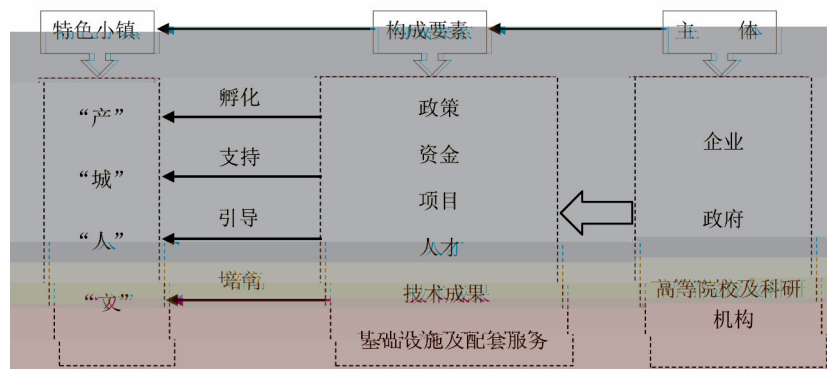 特色小镇
构成要素
主 体
“产”
“城”
“人”
“文”
孵化
支持
引导
培育
政策
资金
项目
人才
技术成果
基础设施及配套服务
企业
政府
高等院校及科研
机构